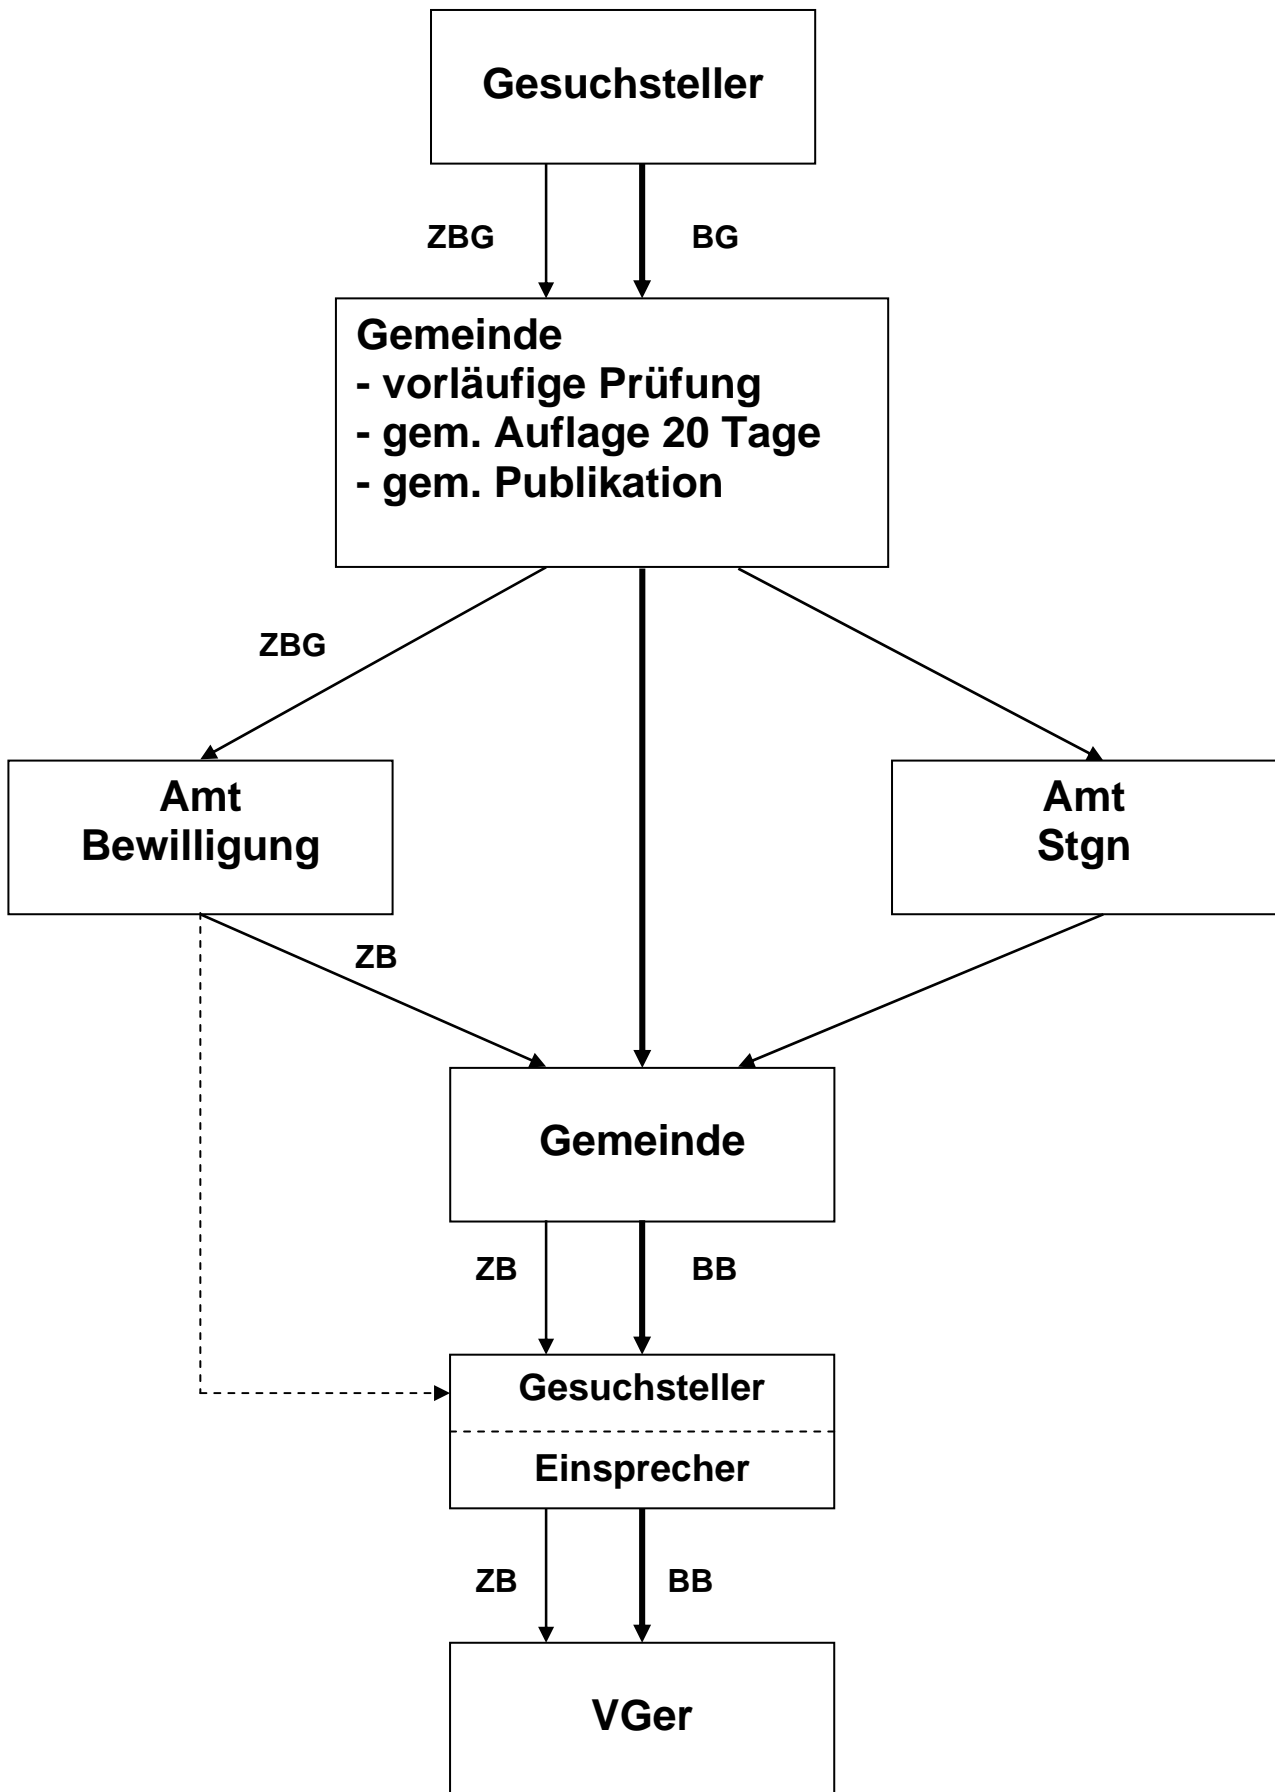 Gesuchsteller
ZBG
BG
Gemeinde
- vorläufige Prüfung
- gem. Auflage 20 Tage
- gem. Publikation
ZBG
Amt
Bewilligung
Amt
Stgn
ZB
Gemeinde
ZB
BB
Gesuchsteller
Einsprecher
ZB
BB
VGer